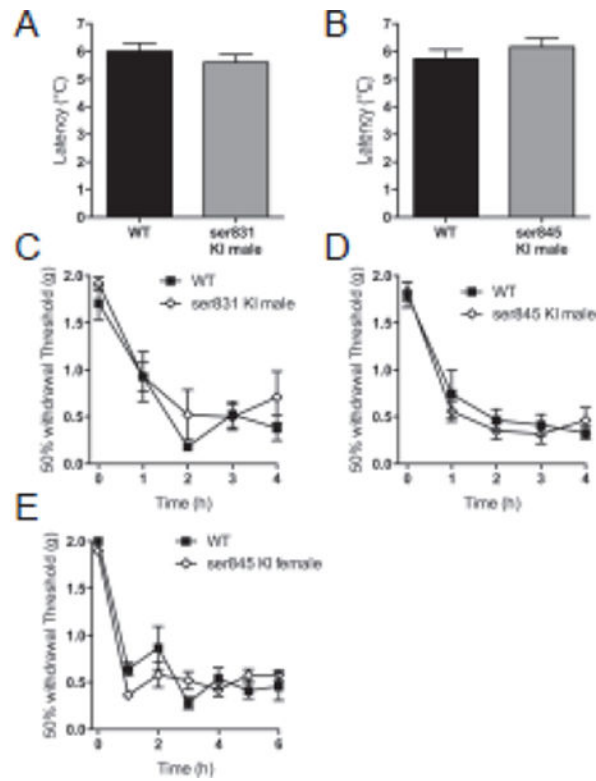 A
Latency (°C)
7
6
5
4
3
2
1
0
WT
ser831
KI male
B
Latency (°C)
7
6
5
4
3
2
1
0
WT
ser845
KI male
C
50% withdrawal Threshold (g)
2.0
1.5
1.0
0.5
0.0
WT
ser831 KI male
0 1 2 3 4
Time (h)
D
50% withdrawal Threshold (g)
2.0
1.5
1.0
0.5
0.0
WT
ser845 KI male
0 1 2 3 4
Time (h)
E
50% withdrawal Threshold (g)
2.0
1.5
1.0
0.5
0.0
WT
ser845 KI female
0 2 4 6
Time (h)